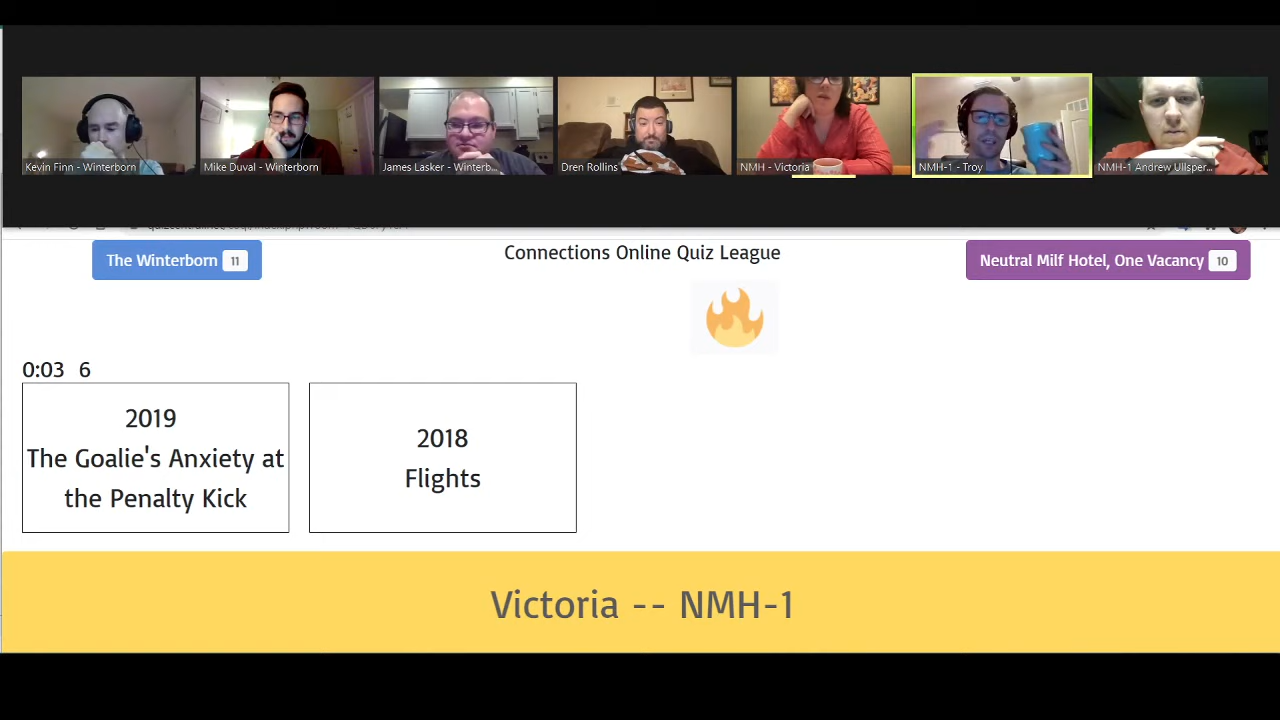 Kevin Finn - Winterborn
Mike Duval - Winterborn
James Lasker - Winterb...
Dren Rollins
NMH - Victoria
NMH-1 - Troy
NMH-1 Andrew Ullsper...
The Winterborn 11
Connections Online Quiz League
Neutral Milf Hotel, One Vacancy 10
0:03 6
2019
The Goalie's Anxiety at
the Penalty Kick
2018
Flights
Victoria -- NMH-1